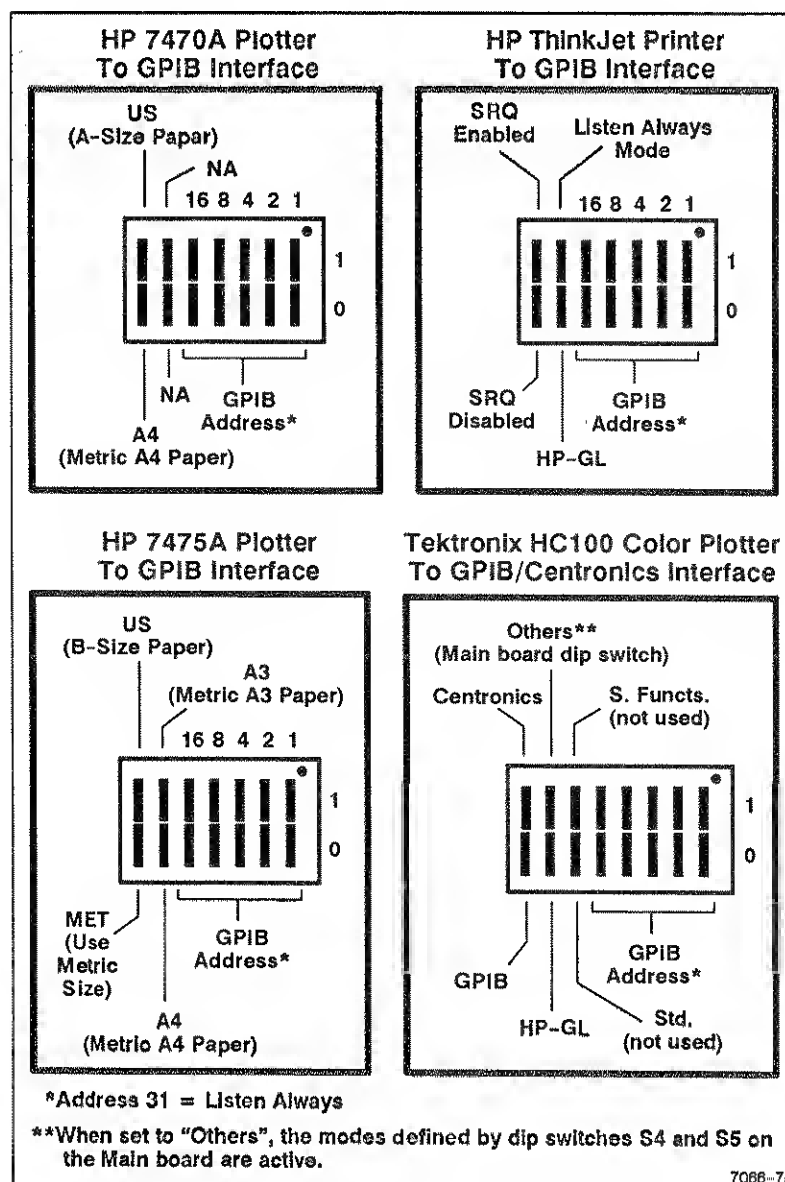 HP 7470A Plotter
To GPIB Interface
US
(A-Size Papar)
NA
16 8 4 2 1
1
0
NA
GPIB
Address*
A4
(Metric A4 Paper)
HP ThinkJet Printer
To GPIB Interface
SRQ
Enabled
Listen Always
Mode
16 8 4 2 1
1
0
SRQ
Disabled
GPIB
Address*
HP-GL
HP 7475A Plotter
To GPIB Interface
US
(B-Size Paper)
A3
(Metric A3 Paper)
16 8 4 2 1
1
0
MET
(Use
Metric
Size)
GPIB
Address*
A4
(Metric A4 Paper)
Tektronix HC100 Color Plotter
To GPIB/Centronics Interface
Others**
(Main board dip switch)
Centronics
S. Functs.
(not used)
1
0
GPIB
GPIB
Address*
HP-GL
Std.
(not used)
*Address 31 = Listen Always
**When set to "Others", the modes defined by dip switches S4 and S5 on
the Main board are active.